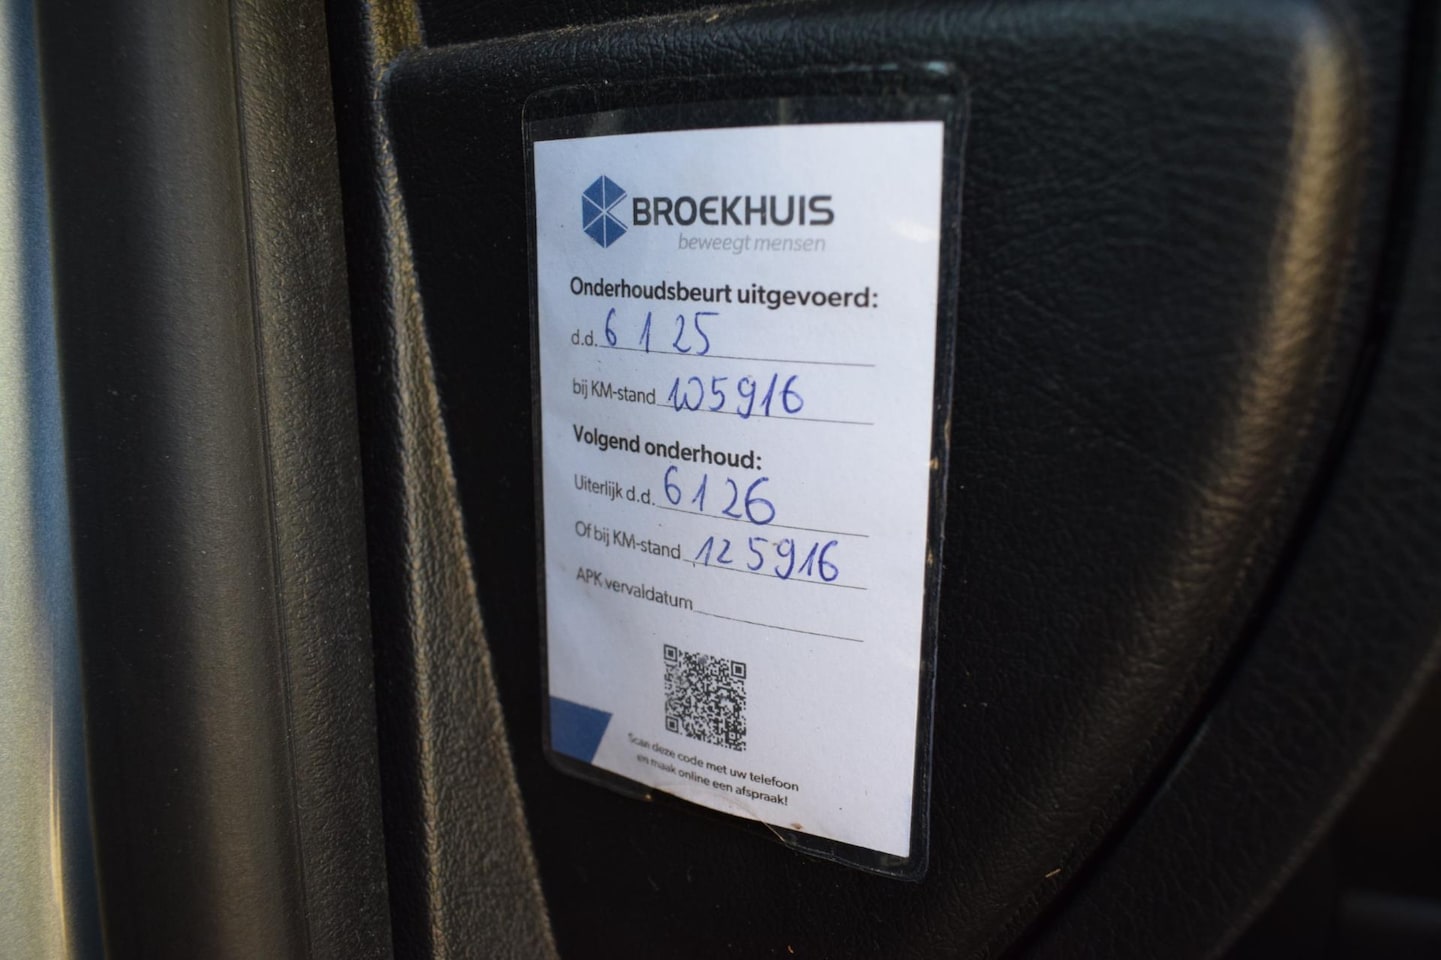 BROEKHUIS
beweegt mensen
Onderhoudsbeurt uitgevoerd:
d.d. 6 1 25
bij KM-stand 105916
Volgend onderhoud:
Uiterlijk d.d. 6 1 26
Of bij KM-stand 125916
APK vervaldatum
Scan deze code met uw telefoon
en maak online een afspraak!